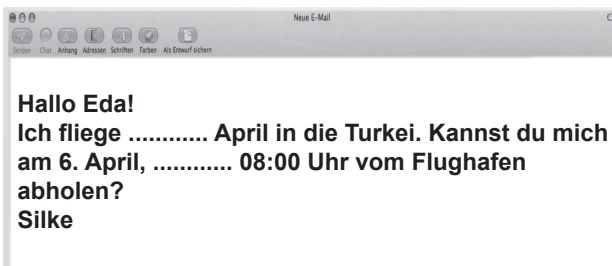 Neue E-Mail
Senden Chat Anhang Adressen Schriften Farben Als Entwurf sichern
Hallo Eda!
Ich fliege ............ April in die Turkei. Kannst du mich
am 6. April, ............ 08:00 Uhr vom Flughafen
abholen?
Silke